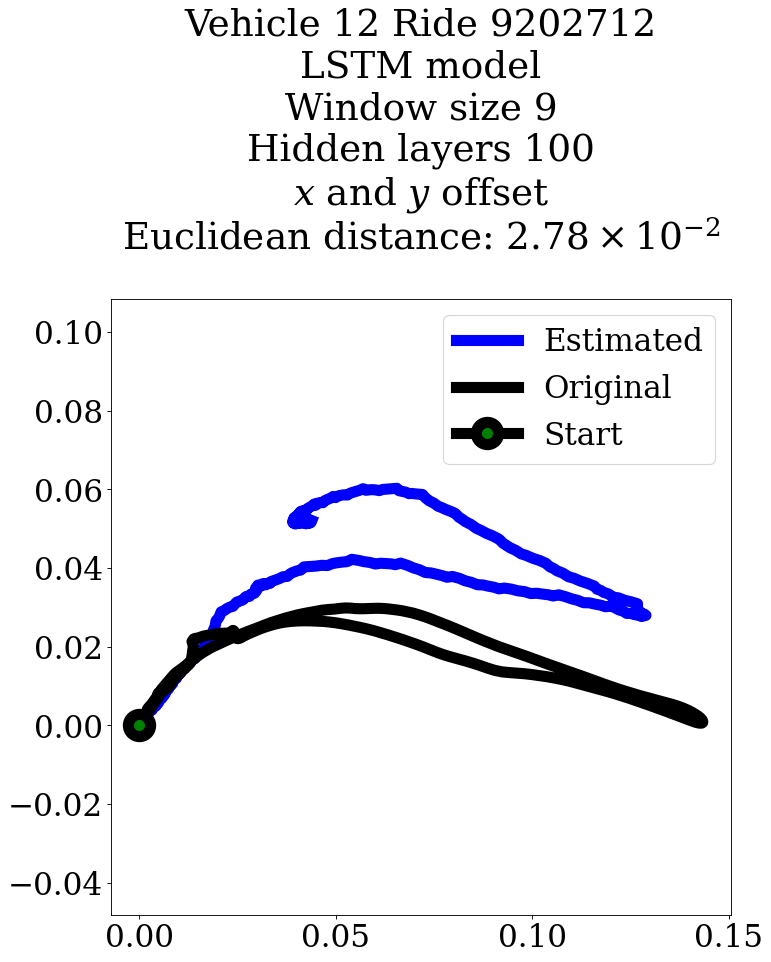 Vehicle 12 Ride 9202712
LSTM model
Window size 9
Hidden layers 100
x and y offset
Euclidean distance: 2.78 × 10⁻²
Estimated
Original
Start
0.10
0.08
0.06
0.04
0.02
0.00
−0.02
−0.04
0.00 0.05 0.10 0.15